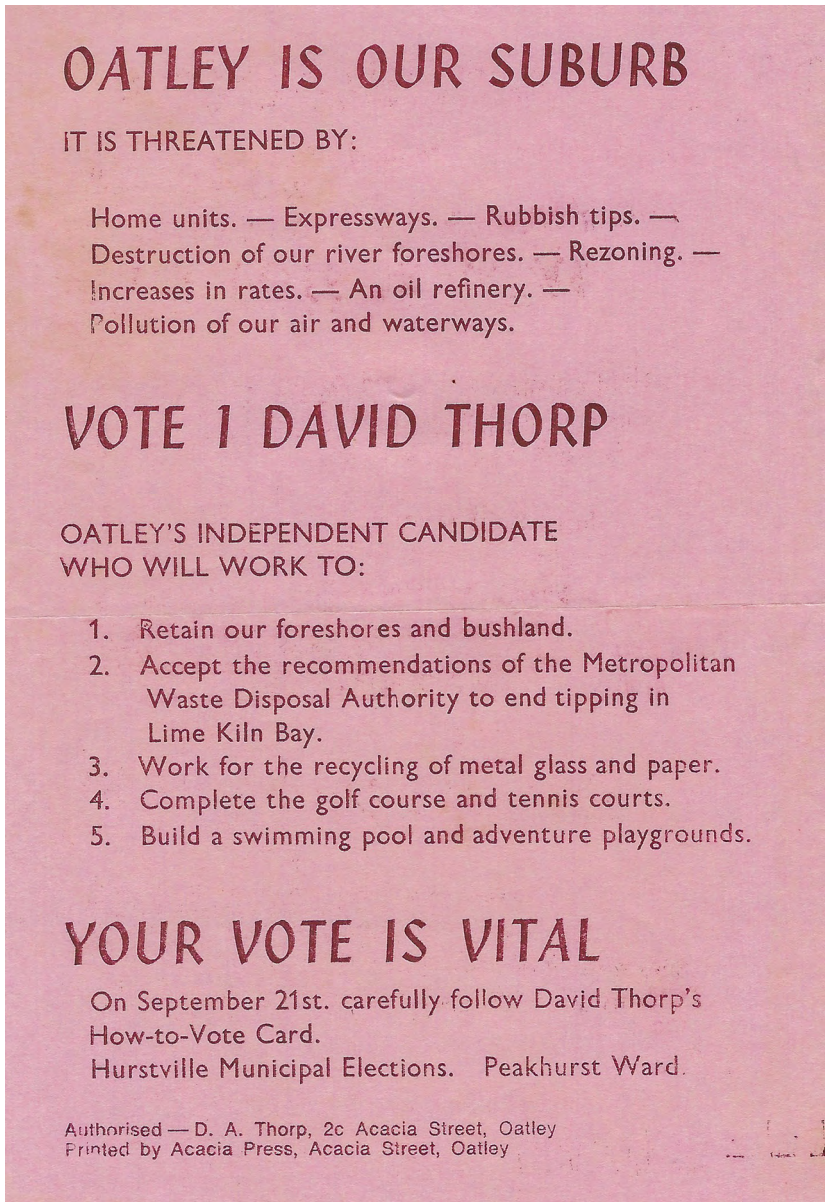 OATLEY IS OUR SUBURB
IT IS THREATENED BY:
Home units. — Expressways. — Rubbish tips. —
Destruction of our river foreshores. — Rezoning. —
Increases in rates. — An oil refinery. —
Pollution of our air and waterways.
VOTE 1 DAVID THORP
OATLEY'S INDEPENDENT CANDIDATE
WHO WILL WORK TO:
1. Retain our foreshores and bushland.
2. Accept the recommendations of the Metropolitan
Waste Disposal Authority to end tipping in
Lime Kiln Bay.
3. Work for the recycling of metal glass and paper.
4. Complete the golf course and tennis courts.
5. Build a swimming pool and adventure playgrounds.
YOUR VOTE IS VITAL
On September 21st. carefully follow David Thorp's
How-to-Vote Card.
Hurstville Municipal Elections. Peakhurst Ward.
Authorised — D. A. Thorp, 2c Acacia Street, Oatley
Printed by Acacia Press, Acacia Street, Oatley